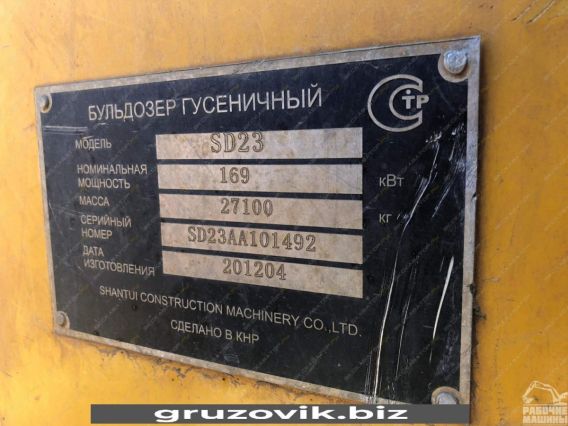 БУЛЬДОЗЕР ГУСЕНИЧНЫЙ
СТР
МОДЕЛЬ SD23
НОМИНАЛЬНАЯ МОЩНОСТЬ 169 кВт
МАССА 27100 кг
СЕРИЙНЫЙ НОМЕР SD23AA101492
ДАТА ИЗГОТОВЛЕНИЯ 201204
SHANTUI CONSTRUCTION MACHINERY CO.,LTD.
СДЕЛАНО В КНР
gruzovik.biz
РАБОЧИЕ
МАШИНЫ